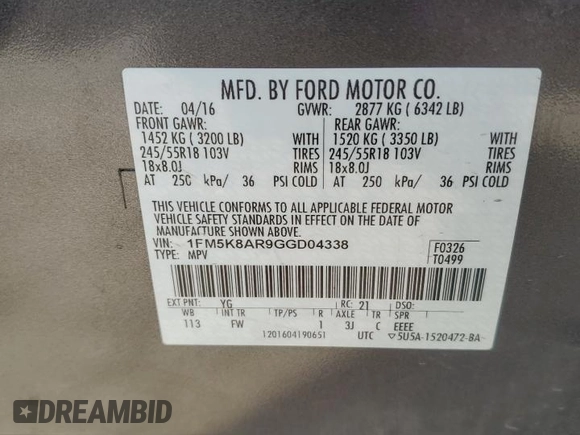 MFD. BY FORD MOTOR CO.
DATE: 04/16 GVWR: 2877 KG ( 6342 LB)
FRONT GAWR: REAR GAWR:
1452 KG ( 3200 LB) WITH 1520 KG ( 3350 LB) WITH
245/55R18 103V TIRES 245/55R18 103V TIRES
18x8.0J RIMS 18x8.0J RIMS
AT 250 kPa/ 36 PSI COLD AT 250 kPa/ 36 PSI COLD
THIS VEHICLE CONFORMS TO ALL APPLICABLE FEDERAL MOTOR
VEHICLE SAFETY STANDARDS IN EFFECT ON THE DATE OF
MANUFACTURE SHOWN ABOVE.
VIN: 1FM5K8AR9GGD04338 F0326
TYPE: MPV T0499
EXT PNT: YG RC: 21 DSO:
WB INT TR TP/PS R AXLE TR SPR
113 FW 1 3J C EEEE
1201604190651 UTC ▽5U5A-1520472-BA
DREAMBID